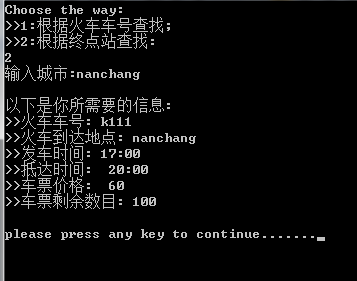 Choose the way:
>>1:根据火车车号查找;
>>2:根据终点站查找:
2
输入城市:nanchang
以下是你所需要的信息:
>>火车车号: k111
>>火车到达地点: nanchang
>>发车时间: 17:00
>>抵达时间:  20:00
>>车票价格:  60
>>车票剩余数目: 100
please press any key to continue.......